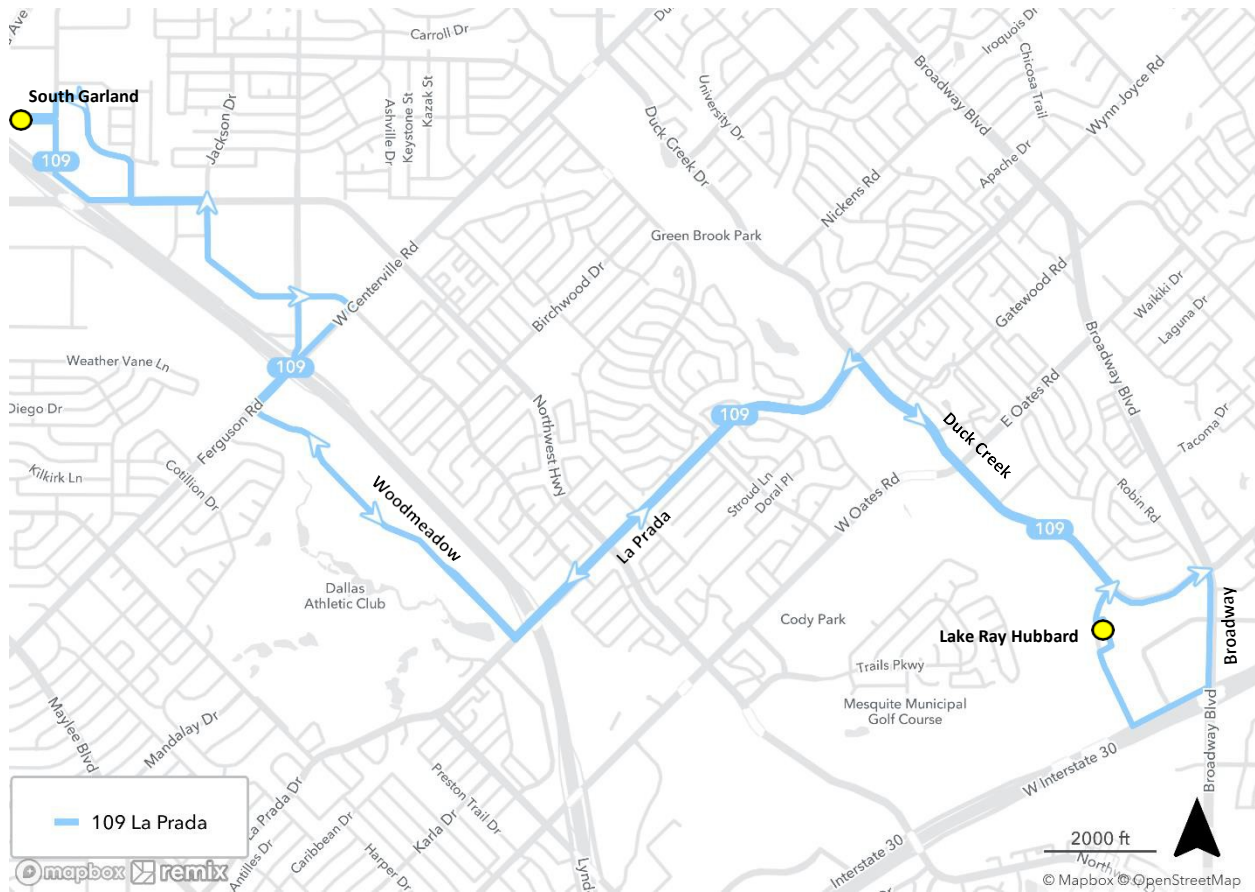 Carroll Dr
Iroquois Dr
Chicosa Trail
Broadway Blvd
Wynn Joyce Rd
University Dr
Duck Creek Dr
Kazak St
Keystone St
Ashville Dr
South Garland
Jackson Dr
109
Apache Dr
Nickens Rd
Green Brook Park
W Centerville Rd
Birchwood Dr
Gatewood Rd
Waikiki Dr
Laguna Dr
Broadway Blvd
Weather Vane Ln
109
Diego Dr
Ferguson Rd
Northwest Hwy
109
E Oates Rd
Duck Creek
Tacoma Dr
Kilkirk Ln
Cotillion Dr
Woodmeadow
Stroud Ln
Doral Pl
W Oates Rd
Robin Rd
La Prada
109
Dallas
Athletic Club
Cody Park
Lake Ray Hubbard
Broadway
Trails Pkwy
Mesquite Municipal
Golf Course
Maylee Blvd
Mandalay Dr
Broadway Blvd
W Interstate 30
Preston Trail Dr
La Prada Dr
Karla Dr
Caribbean Dr
Harper Dr
Antilles Dr
Interstate 30
109 La Prada
2000 ft
mapbox remix
© Mapbox © OpenStreetMap